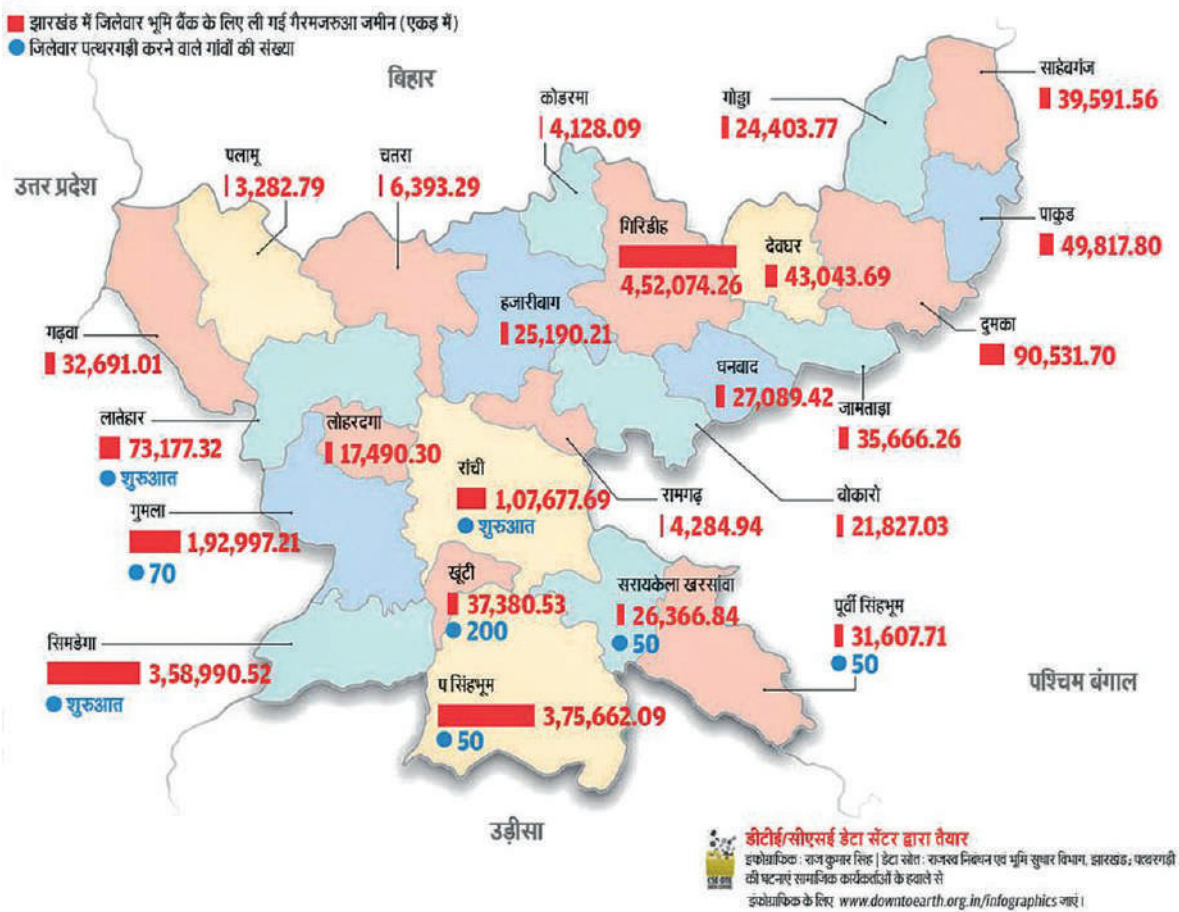 झारखंड में जिलेवार भूमि बैंक के लिए ली गई गैरमजरुआ जमीन (एकड़ में)
जिलेवार पत्थरगड़ी करने वाले गांवों की संख्या
बिहार
साहेबगंज
39,591.56
कोडरमा
4,128.09
गोड्डा
24,403.77
पलामू
3,282.79
चतरा
6,393.29
उत्तर प्रदेश
पाकुड
49,817.80
गिरिडीह
4,52,074.26
देवघर
43,043.69
हजारीबाग
25,190.21
गढ़वा
32,691.01
दुमका
90,531.70
धनबाद
27,089.42
जामताड़ा
35,666.26
लातेहार
73,177.32
शुरुआत
लोहरदगा
17,490.30
रांची
1,07,677.69
शुरुआत
रामगढ़
4,284.94
बोकारो
21,827.03
गुमला
1,92,997.21
70
खूंटी
37,380.53
200
सरायकेला खरसांवा
26,366.84
50
पूर्वी सिंहभूम
31,607.71
50
सिमडेगा
3,58,990.52
शुरुआत
प सिंहभूम
3,75,662.09
50
पश्चिम बंगाल
उड़ीसा
डीटीई/सीएसई डेटा सेंटर द्वारा तैयार
इंफोग्राफिक: राज कुमार सिंह | डेटा स्रोत: राजस्व निबंधन एवं भूमि सुधार विभाग, झारखंड; पत्थरगड़ी
की घटनाएं सामाजिक कार्यकर्ताओं के हवाले से
इंफोग्राफिक के लिए www.downtoearth.org.in/infographics जाएं।